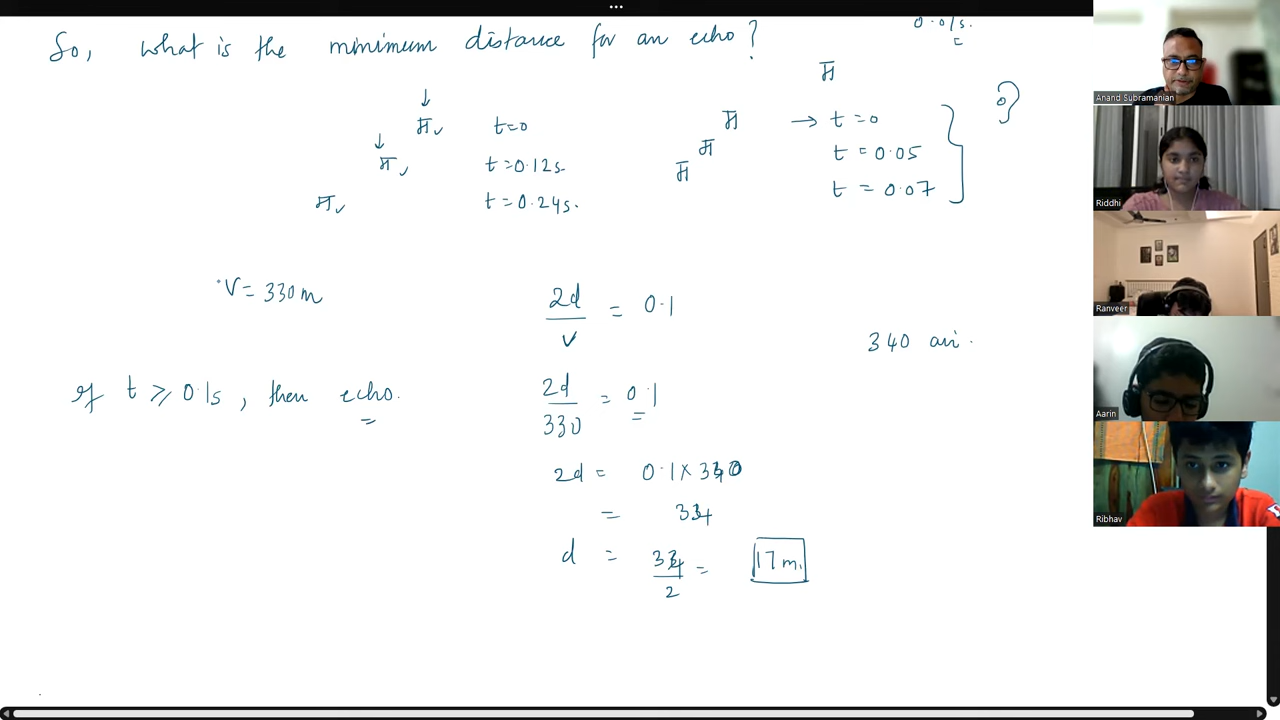 0.01s.
So, what is the minimum distance for an echo?
t=0
t=0.12s.
t=0.24s.
→ t=0
t=0.05
t = 0.07
?
V= 330m
2d/v = 0.1
340 air.
If t ⩾ 0.1s, then echo.
2d/330 = 0.1
2d = 0.1×340
= 34
d = 34/2 = 17m.
Anand Subramanian
Riddhi
Ranveer
Aarin
Ribhav